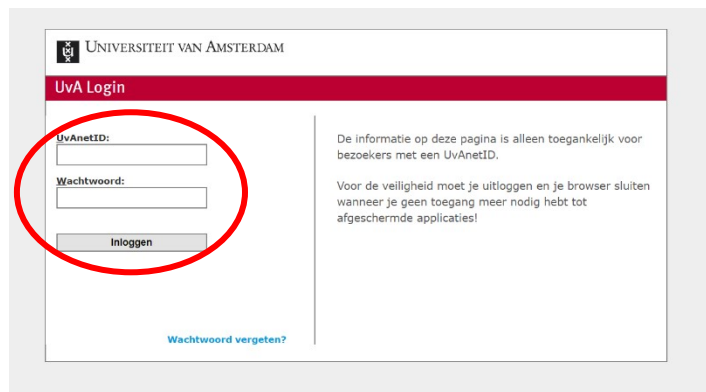 UNIVERSITEIT VAN AMSTERDAM
UvA Login
UvAnetID:
Wachtwoord:
Inloggen
Wachtwoord vergeten?
De informatie op deze pagina is alleen toegankelijk voor
bezoekers met een UvAnetID.
Voor de veiligheid moet je uitloggen en je browser sluiten
wanneer je geen toegang meer nodig hebt tot
afgeschermde applicaties!